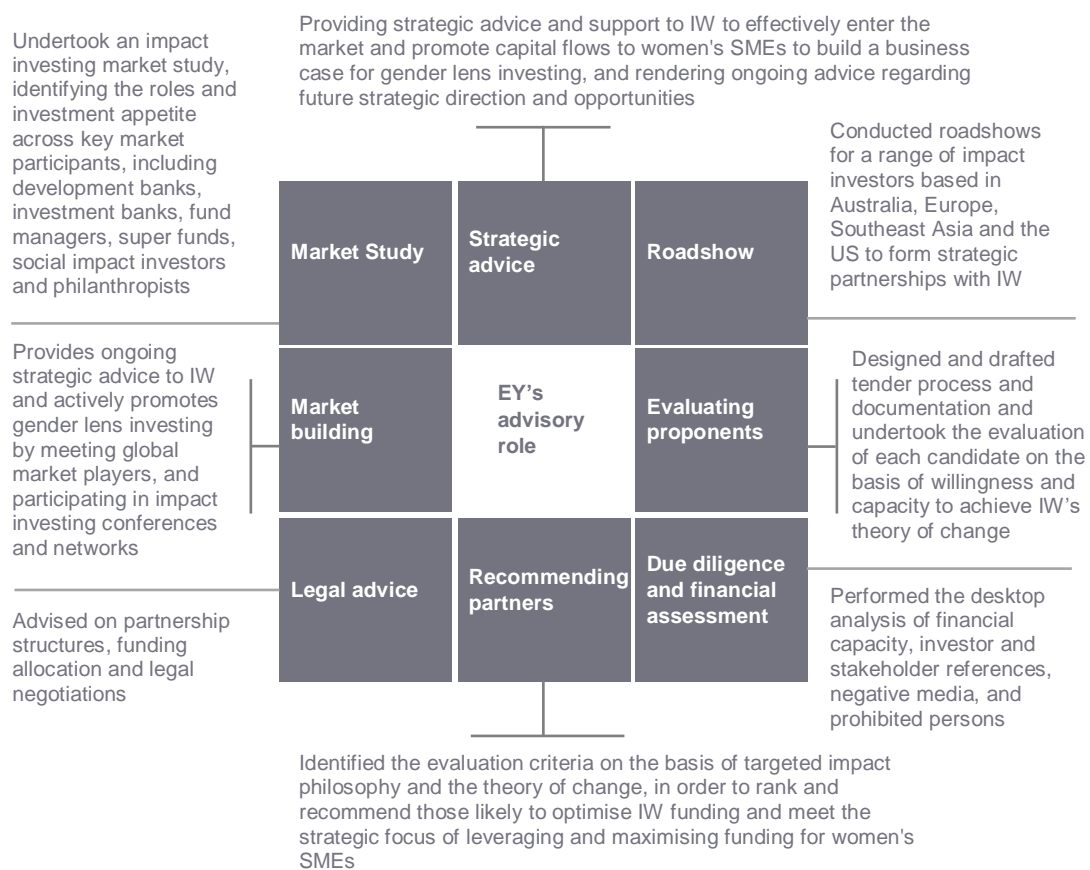 Providing strategic advice and support to IW to effectively enter the
market and promote capital flows to women's SMEs to build a business
case for gender lens investing, and rendering ongoing advice regarding
future strategic direction and opportunities
Undertook an impact
investing market study,
identifying the roles and
investment appetite
across key market
participants, including
development banks,
investment banks, fund
managers, super funds,
social impact investors
and philanthropists
Market Study
Strategic
advice
Roadshow
Conducted roadshows
for a range of impact
investors based in
Australia, Europe,
Southeast Asia and the
US to form strategic
partnerships with IW
Provides ongoing
strategic advice to IW
and actively promotes
gender lens investing
by meeting global
market players, and
participating in impact
investing conferences
and networks
Market
building
EY’s
advisory
role
Evaluating
proponents
Designed and drafted
tender process and
documentation and
undertook the evaluation
of each candidate on the
basis of willingness and
capacity to achieve IW’s
theory of change
Legal advice
Recommending
partners
Due diligence
and financial
assessment
Advised on partnership
structures, funding
allocation and legal
negotiations
Performed the desktop
analysis of financial
capacity, investor and
stakeholder references,
negative media, and
prohibited persons
Identified the evaluation criteria on the basis of targeted impact
philosophy and the theory of change, in order to rank and
recommend those likely to optimise IW funding and meet the
strategic focus of leveraging and maximising funding for women's
SMEs